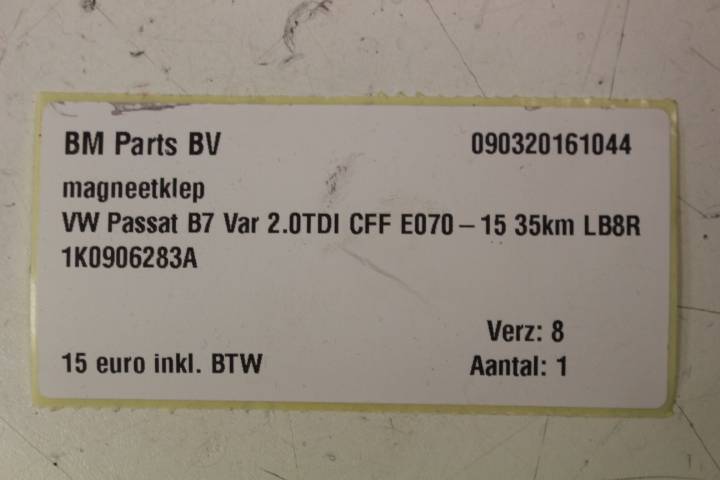 BM Parts BV 090320161044
magneetklep
VW Passat B7 Var 2.0TDI CFF E070 – 15 35km LB8R
1K0906283A
Verz: 8
15 euro inkl. BTW Aantal: 1